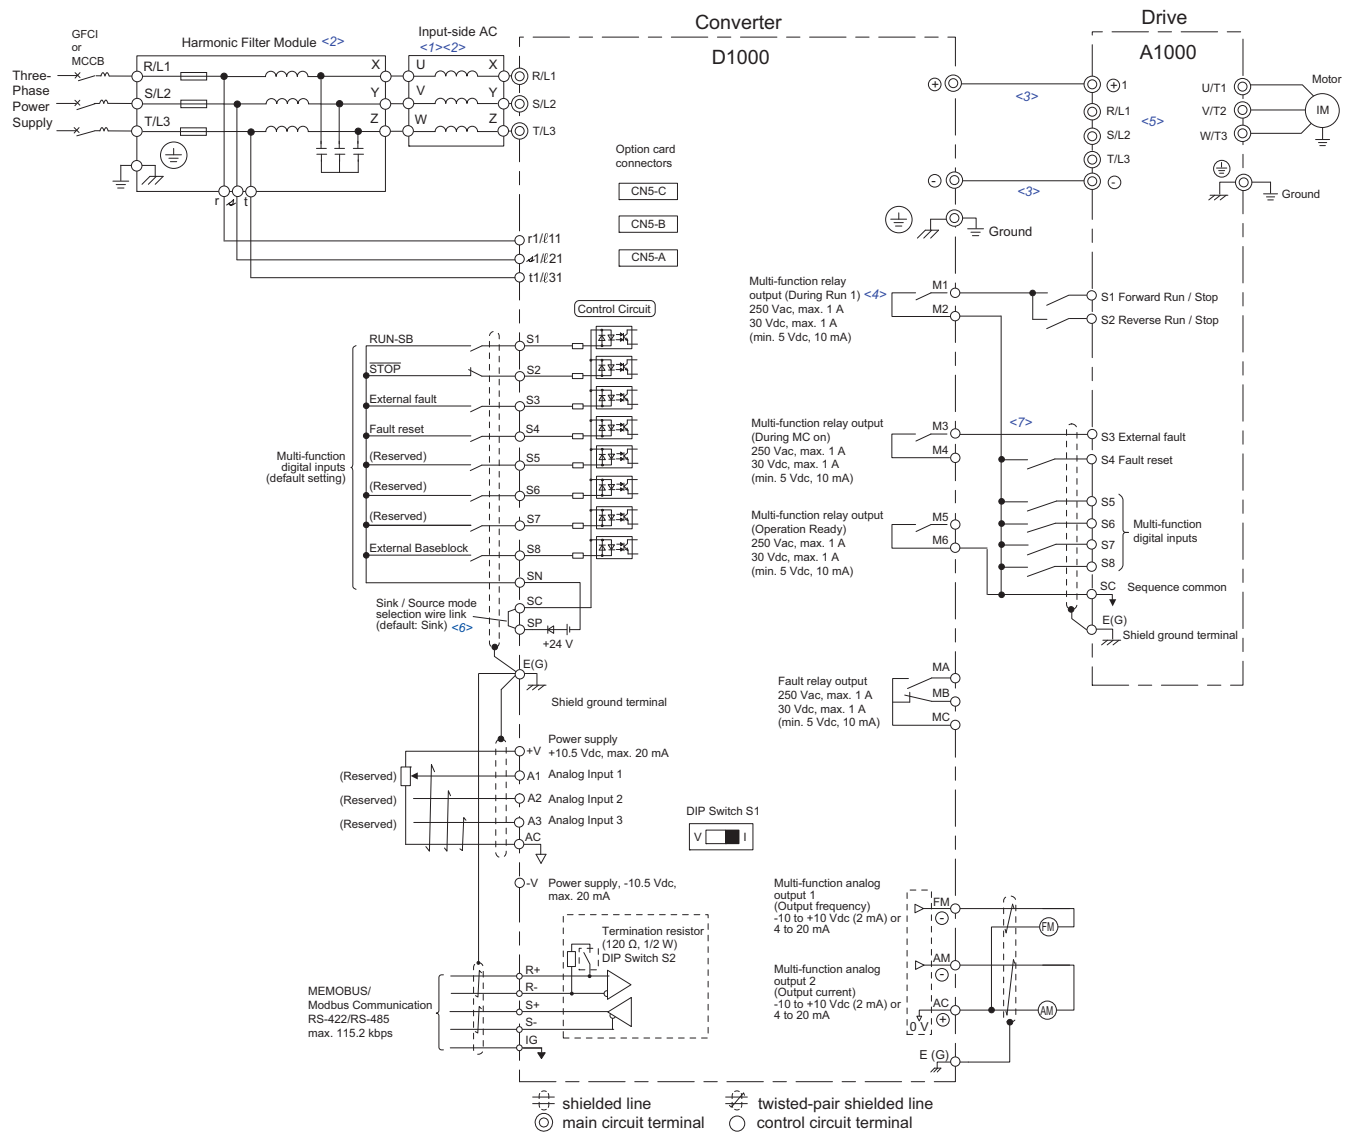 Converter
D1000
Drive
A1000
GFCI
or
MCCB
Harmonic Filter Module <2>
Input-side AC
<1><2>
Three-
Phase
Power
Supply
R/L1
S/L2
T/L3
X
Y
Z
U
V
W
X
Y
Z
R/L1
S/L2
T/L3
r
t
r1/ℓ11
1/ℓ21
t1/ℓ31
Option card
connectors
CN5-C
CN5-B
CN5-A
+
-
<3>
<3>
+1
R/L1
S/L2
T/L3
-
<5>
U/T1
V/T2
W/T3
Motor
IM
Ground
Ground
Control Circuit
Multi-function
digital inputs
(default setting)
RUN-SB
S1
STOP
S2
External fault
S3
Fault reset
S4
(Reserved)
S5
(Reserved)
S6
(Reserved)
S7
External Baseblock
S8
SN
SC
SP
+24 V
Sink / Source mode
selection wire link
(default: Sink) <6>
E(G)
Shield ground terminal
Multi-function relay
output (During Run 1) <4>
250 Vac, max. 1 A
30 Vdc, max. 1 A
(min. 5 Vdc, 10 mA)
M1
M2
S1 Forward Run / Stop
S2 Reverse Run / Stop
Multi-function relay output
(During MC on)
250 Vac, max. 1 A
30 Vdc, max. 1 A
(min. 5 Vdc, 10 mA)
M3
M4
<7>
S3 External fault
S4 Fault reset
Multi-function relay output
(Operation Ready)
250 Vac, max. 1 A
30 Vdc, max. 1 A
(min. 5 Vdc, 10 mA)
M5
M6
S5
S6
S7
S8
Multi-function
digital inputs
SC Sequence common
E(G)
Shield ground terminal
Fault relay output
250 Vac, max. 1 A
30 Vdc, max. 1 A
(min. 5 Vdc, 10 mA)
MA
MB
MC
+V
Power supply
+10.5 Vdc, max. 20 mA
(Reserved)
A1 Analog Input 1
(Reserved)
A2 Analog Input 2
(Reserved)
A3 Analog Input 3
AC
-V
Power supply, -10.5 Vdc,
max. 20 mA
DIP Switch S1
V I
Termination resistor
(120 Ω, 1/2 W)
DIP Switch S2
MEMOBUS/
Modbus Communication
RS-422/RS-485
max. 115.2 kbps
R+
R-
S+
S-
IG
Multi-function analog
output 1
(Output frequency)
-10 to +10 Vdc (2 mA) or
4 to 20 mA
Multi-function analog
output 2
(Output current)
-10 to +10 Vdc (2 mA) or
4 to 20 mA
FM
-
AM
-
AC
+
0 V
E (G)
FM
AM
shielded line
twisted-pair shielded line
main circuit terminal
control circuit terminal